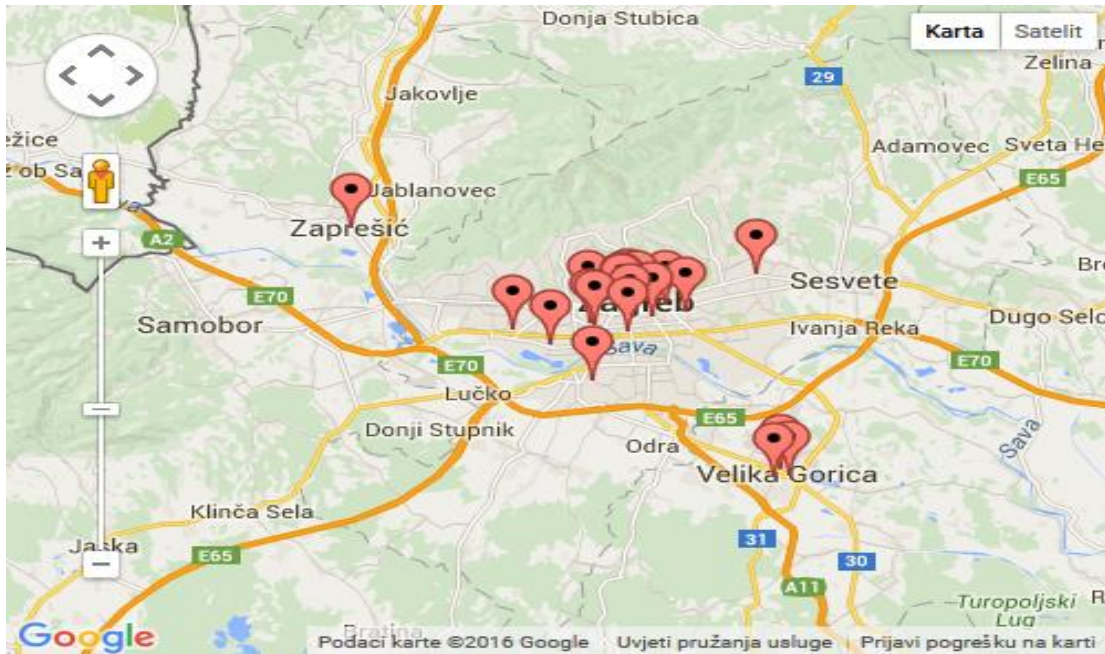 Donja Stubica
Karta
Satelit
29
Zelina
Jakovlje
Adamovec
Sveta He
ežice
ž ob Sa
E65
Jablanovec
Zaprešić
A2
Sesvete
E70
Samobor
Zagreb
Dugo Selo
Ivanja Reka
Sava
E70
E70
Lučko
E65
Donji Stupnik
Odra
Sava
Velika Gorica
Klinča Sela
Jaska
E65
31
30
A11
Turopoljski
Lug
Bratina
Google
Podaci karte ©2016 Google
Uvjeti pružanja usluge
Prijavi pogrešku na karti